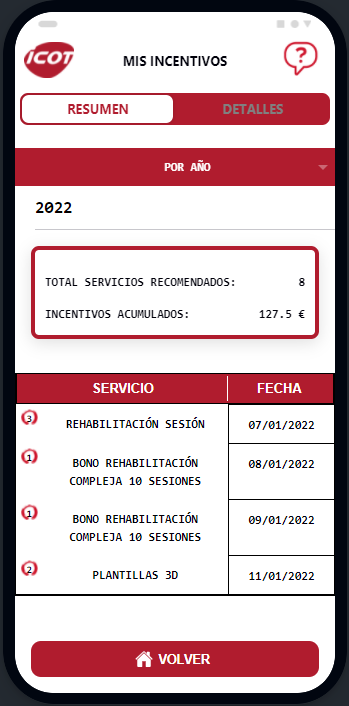 iCOT
MIS INCENTIVOS
?
RESUMEN
DETALLES
POR AÑO
2022
TOTAL SERVICIOS RECOMENDADOS: 8
INCENTIVOS ACUMULADOS: 127.5 €
SERVICIO FECHA
3 REHABILITACIÓN SESIÓN 07/01/2022
1 BONO REHABILITACIÓN 08/01/2022
COMPLEJA 10 SESIONES
1 BONO REHABILITACIÓN 09/01/2022
COMPLEJA 10 SESIONES
2 PLANTILLAS 3D 11/01/2022
VOLVER